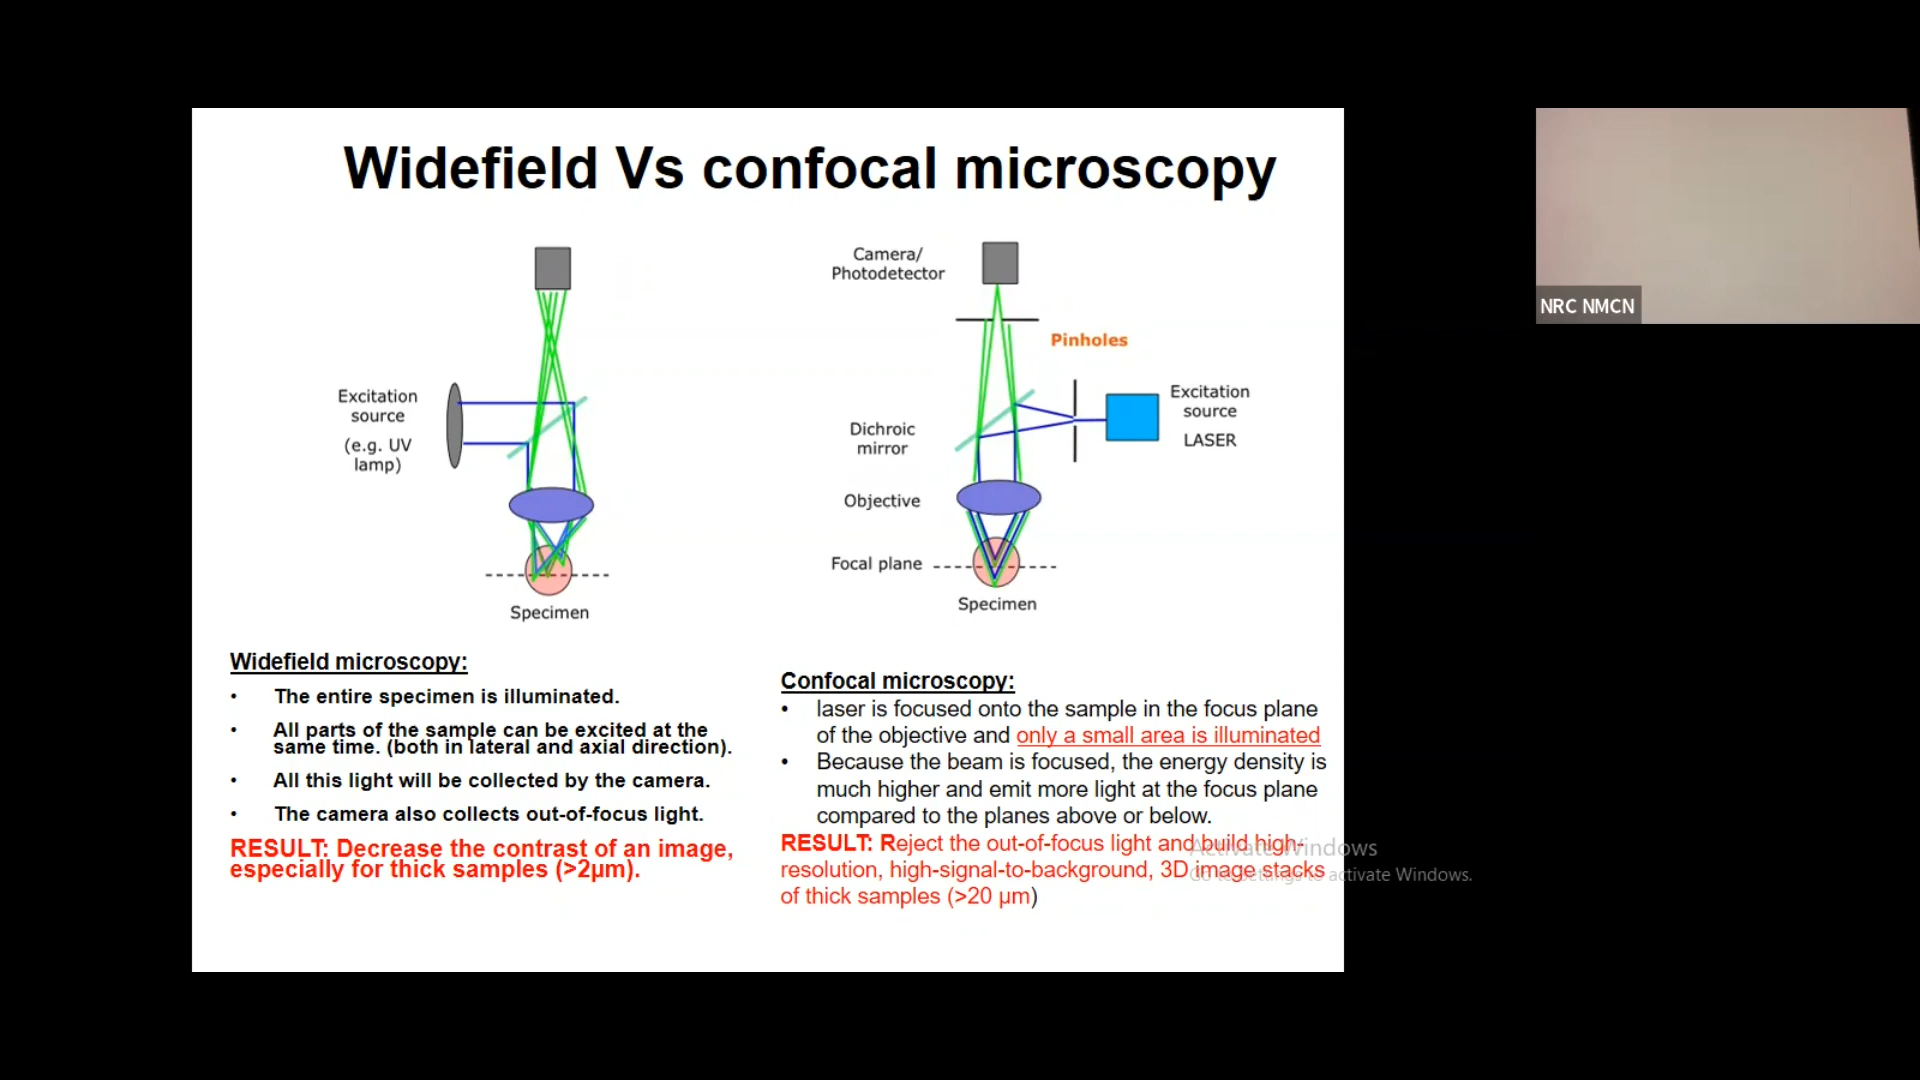 Widefield Vs confocal microscopy
Excitation
source
(e.g. UV
lamp)
Specimen
Camera/
Photodetector
Pinholes
Excitation
source
LASER
Dichroic
mirror
Objective
Focal plane
Specimen
Widefield microscopy:
• The entire specimen is illuminated.
• All parts of the sample can be excited at the
same time. (both in lateral and axial direction).
• All this light will be collected by the camera.
• The camera also collects out-of-focus light.
RESULT: Decrease the contrast of an image,
especially for thick samples (>2µm).
Confocal microscopy:
• laser is focused onto the sample in the focus plane
of the objective and only a small area is illuminated
• Because the beam is focused, the energy density is
much higher and emit more light at the focus plane
compared to the planes above or below.
RESULT: Reject the out-of-focus light and build high-
resolution, high-signal-to-background, 3D image stacks
of thick samples (>20 µm)
Activate Windows
Go to Settings to activate Windows.
NRC NMCN